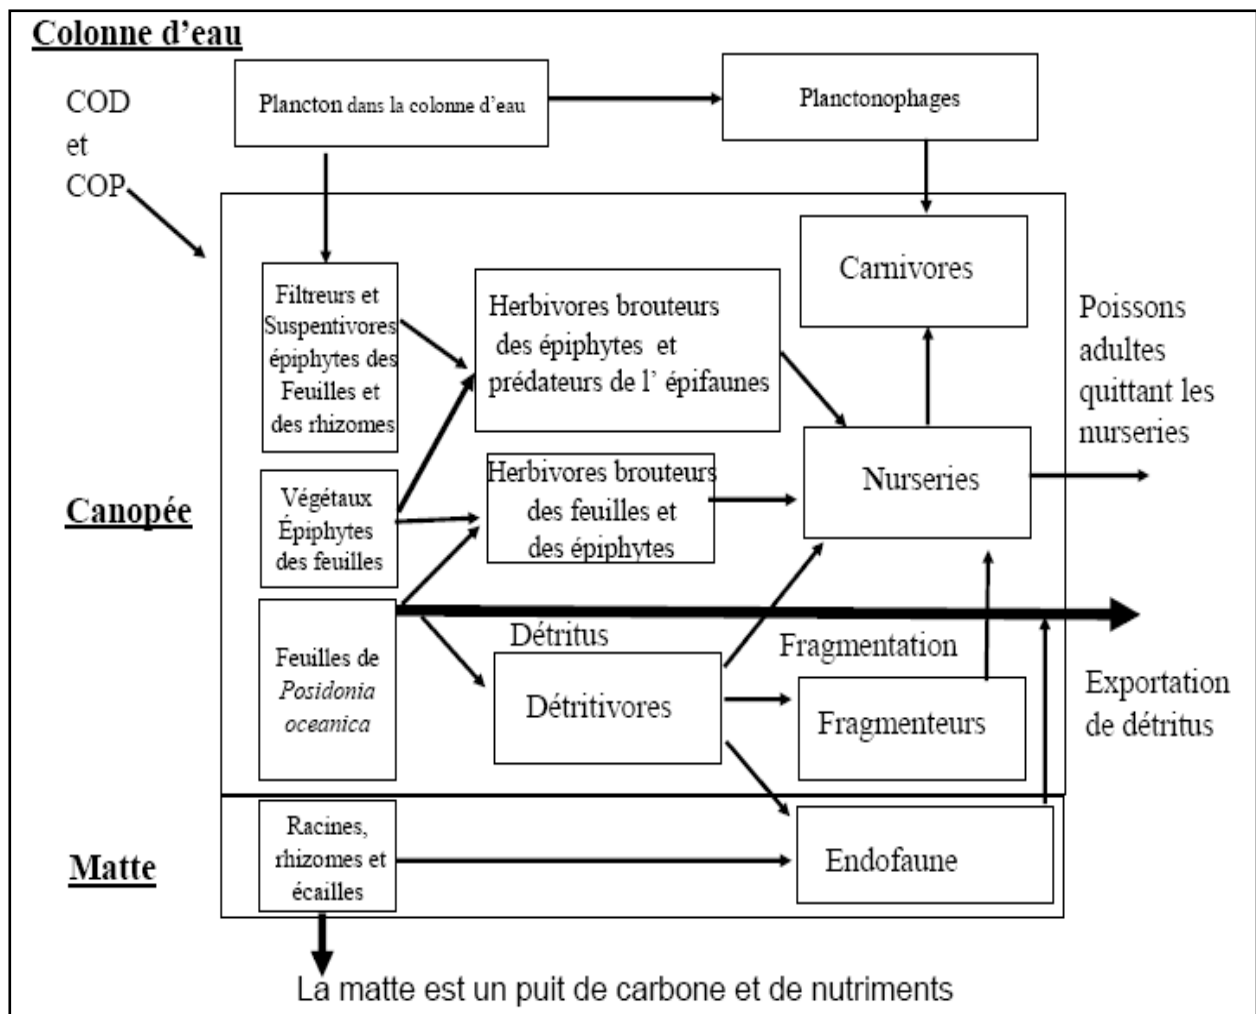 Colonne d'eau
COD
et
COP
Plancton dans la colonne d'eau
Planctonophages
Filtreurs et
Suspentivores
épiphytes des
Feuilles et
des rhizomes
Herbivores brouteurs
des épiphytes et
prédateurs de l' épifaunes
Carnivores
Poissons
adultes
quittant les
nurseries
Canopée
Végétaux
Épiphytes
des feuilles
Herbivores brouteurs
des feuilles et
des épiphytes
Nurseries
Feuilles de
Posidonia
oceanica
Détritus
Détritivores
Fragmentation
Fragmenteurs
Exportation
de détritus
Matte
Racines,
rhizomes et
écailles
Endofaune
La matte est un puit de carbone et de nutriments